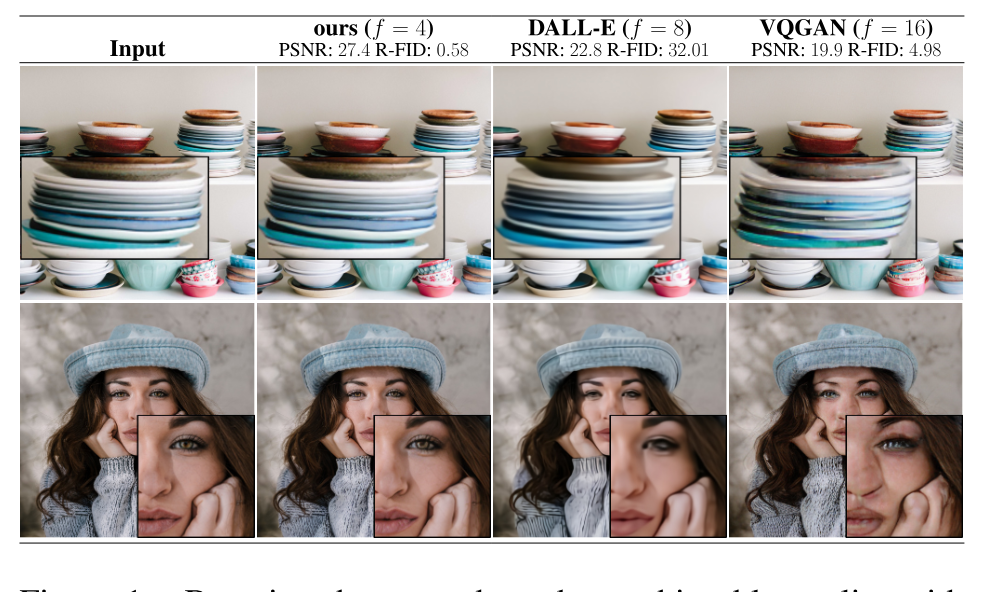 Input
ours (f = 4)
PSNR: 27.4 R-FID: 0.58
DALL-E (f = 8)
PSNR: 22.8 R-FID: 32.01
VQGAN (f = 16)
PSNR: 19.9 R-FID: 4.98